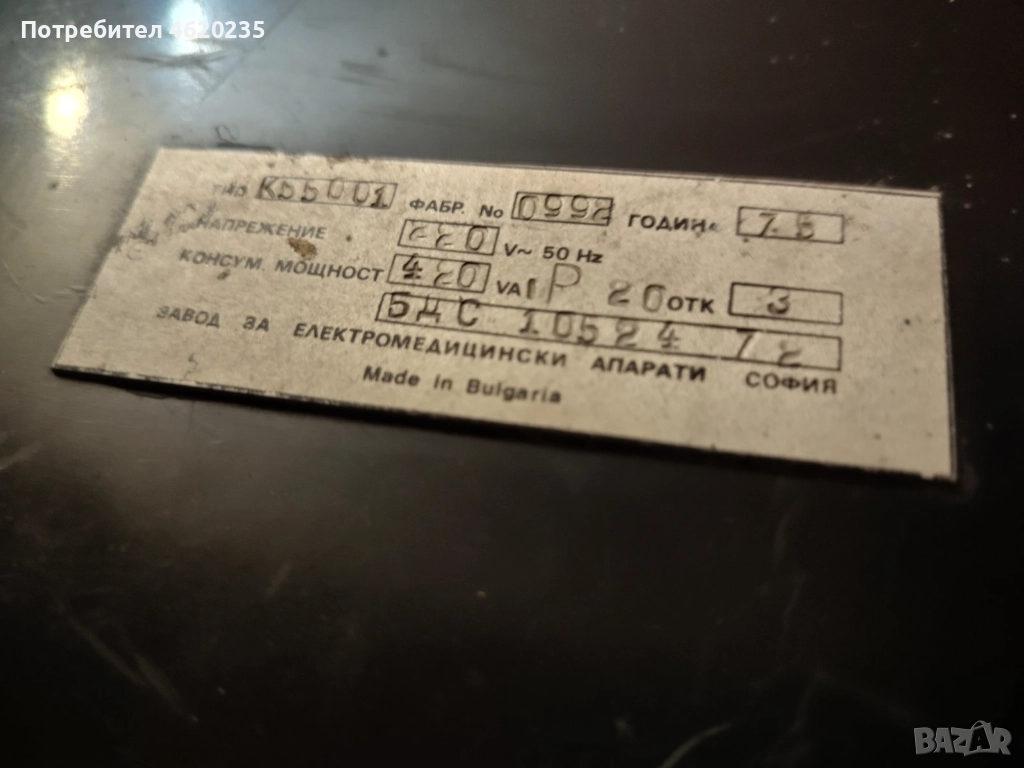 Потребител 4620235
ТИП К55001 ФАБР. No 0992 ГОДИНА 75
НАПРЕЖЕНИЕ 220 V~ 50 Hz
КОНСУМ. МОЩНОСТ 420 VA IP 20 ОТК 3
БДС 10524 72
ЗАВОД ЗА ЕЛЕКТРОМЕДИЦИНСКИ АПАРАТИ СОФИЯ
Made in Bulgaria
BAZAR